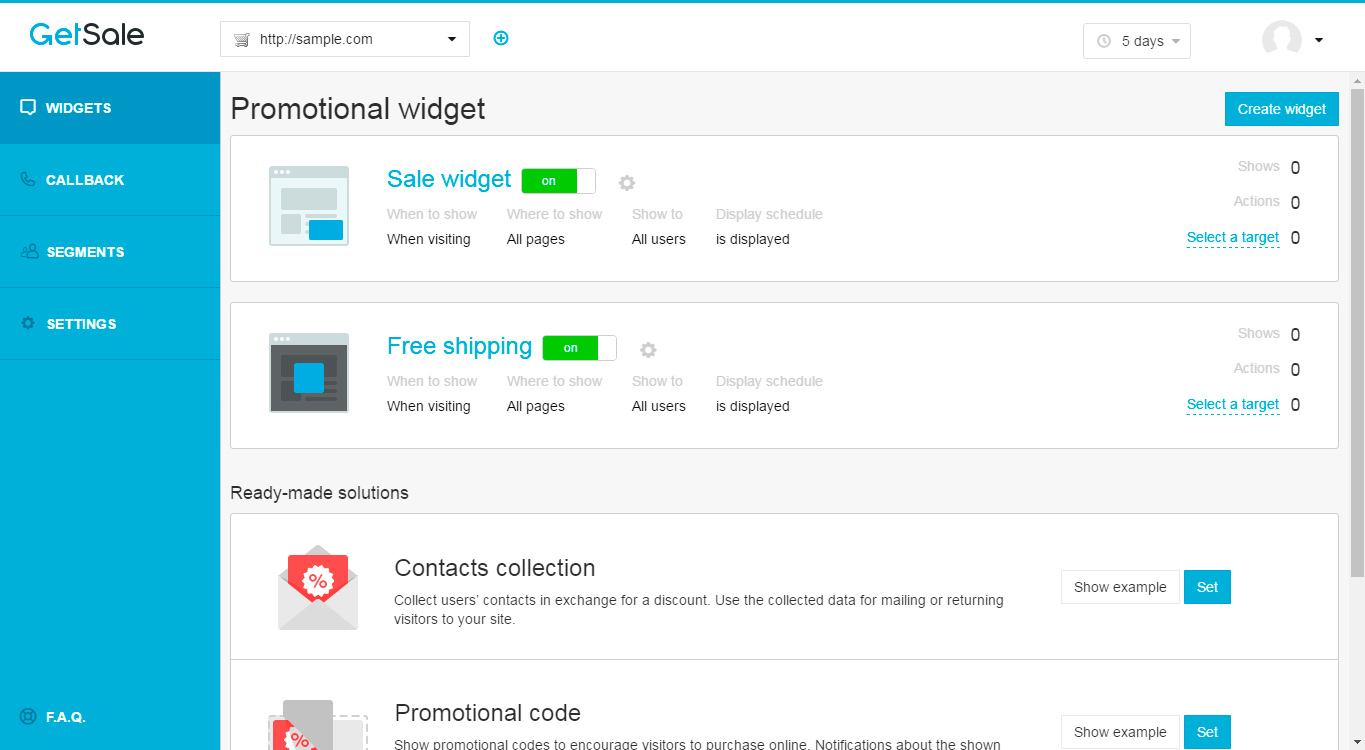 GetSale
http://sample.com
5 days
WIDGETS
CALLBACK
SEGMENTS
SETTINGS
F.A.Q.
Promotional widget
Create widget
Sale widget
on
When to show Where to show Show to Display schedule
When visiting All pages All users is displayed
Shows 0
Actions 0
Select a target 0
Free shipping
on
When to show Where to show Show to Display schedule
When visiting All pages All users is displayed
Shows 0
Actions 0
Select a target 0
Ready-made solutions
%
Contacts collection
Collect users’ contacts in exchange for a discount. Use the collected data for mailing or returning
visitors to your site.
Show example
Set
%
Promotional code
Show promotional codes to encourage visitors to purchase online. Notifications about the shown
Show example
Set